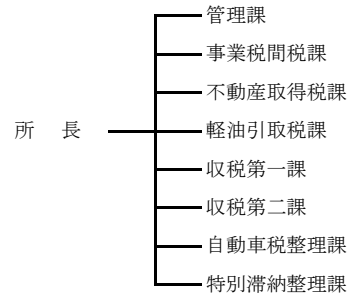 管理課
事業税間税課
不動産取得税課
所　長
軽油引取税課
収税第一課
収税第二課
自動車税整理課
特別滞納整理課